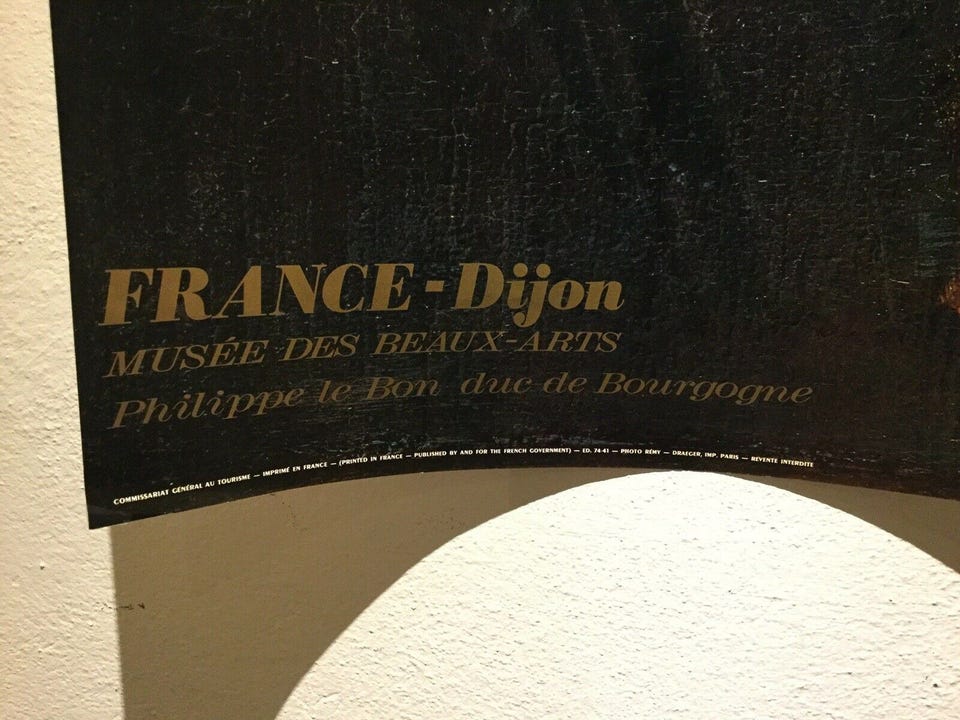 FRANCE - Dijon
MUSÉE DES BEAUX-ARTS
Philippe le Bon duc de Bourgogne
COMMISSARIAT GÉNÉRAL AU TOURISME — IMPRIMÉ EN FRANCE — (PRINTED IN FRANCE — PUBLISHED BY AND FOR THE FRENCH GOVERNMENT) — ED. 74-41 — PHOTO RÉMY — DRAEGER, IMP. PARIS — REVENTE INTERDITE